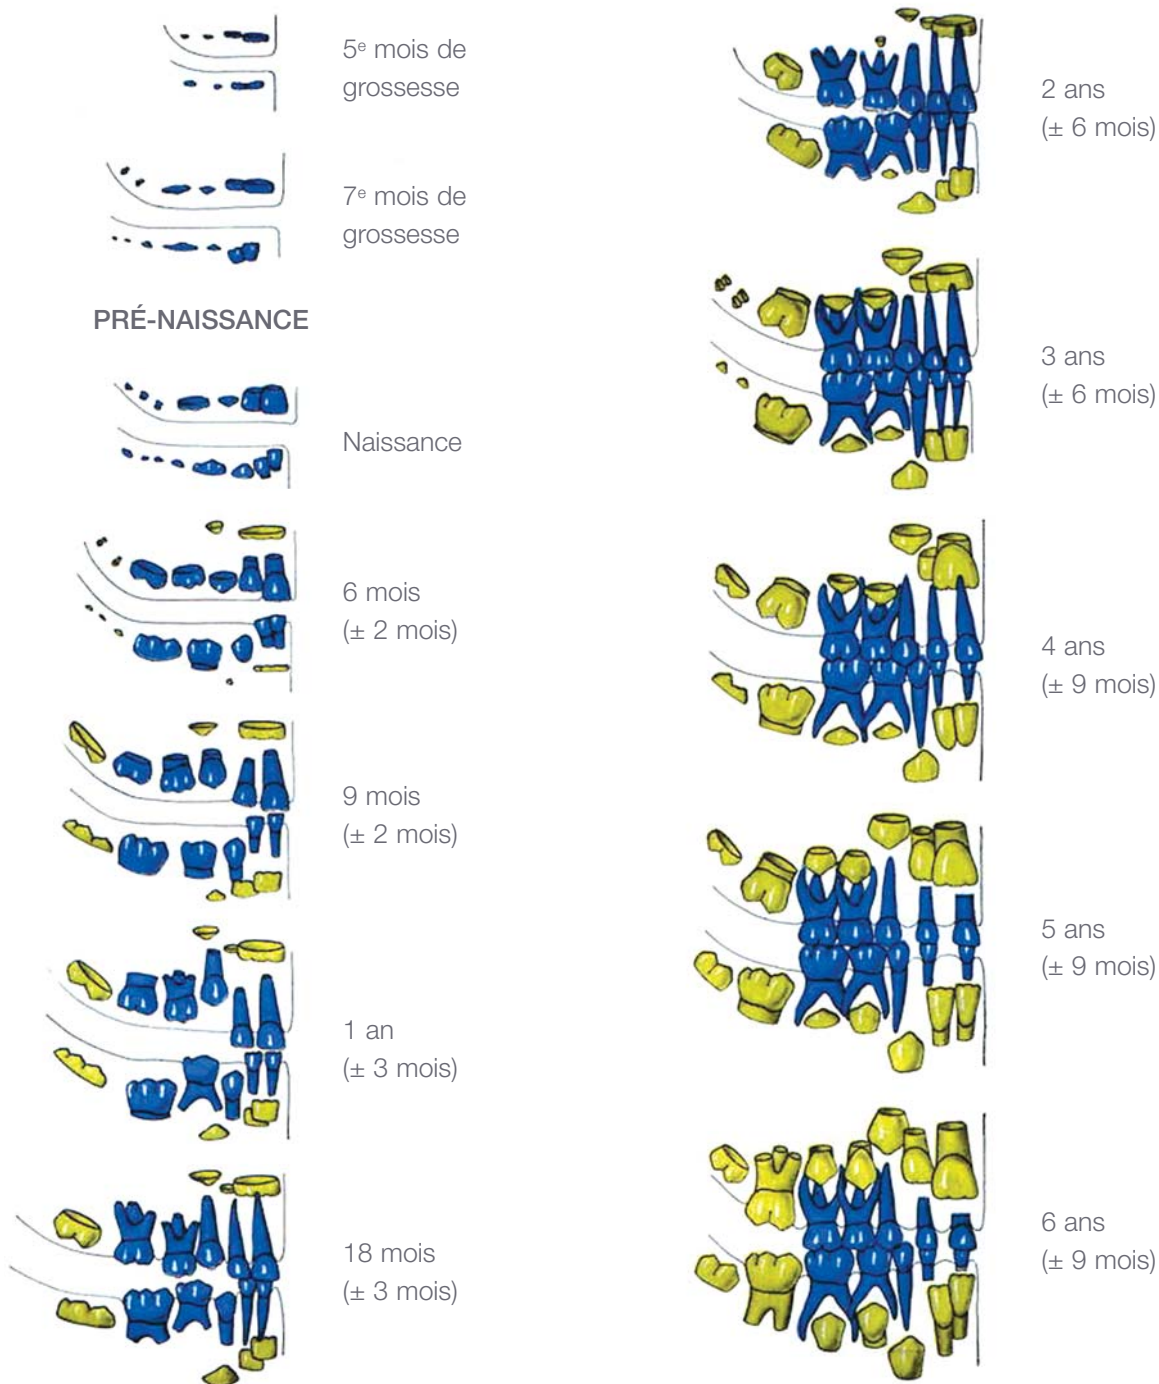 5e mois de
grossesse
7e mois de
grossesse
PRÉ-NAISSANCE
Naissance
6 mois
(± 2 mois)
9 mois
(± 2 mois)
1 an
(± 3 mois)
18 mois
(± 3 mois)
2 ans
(± 6 mois)
3 ans
(± 6 mois)
4 ans
(± 9 mois)
5 ans
(± 9 mois)
6 ans
(± 9 mois)